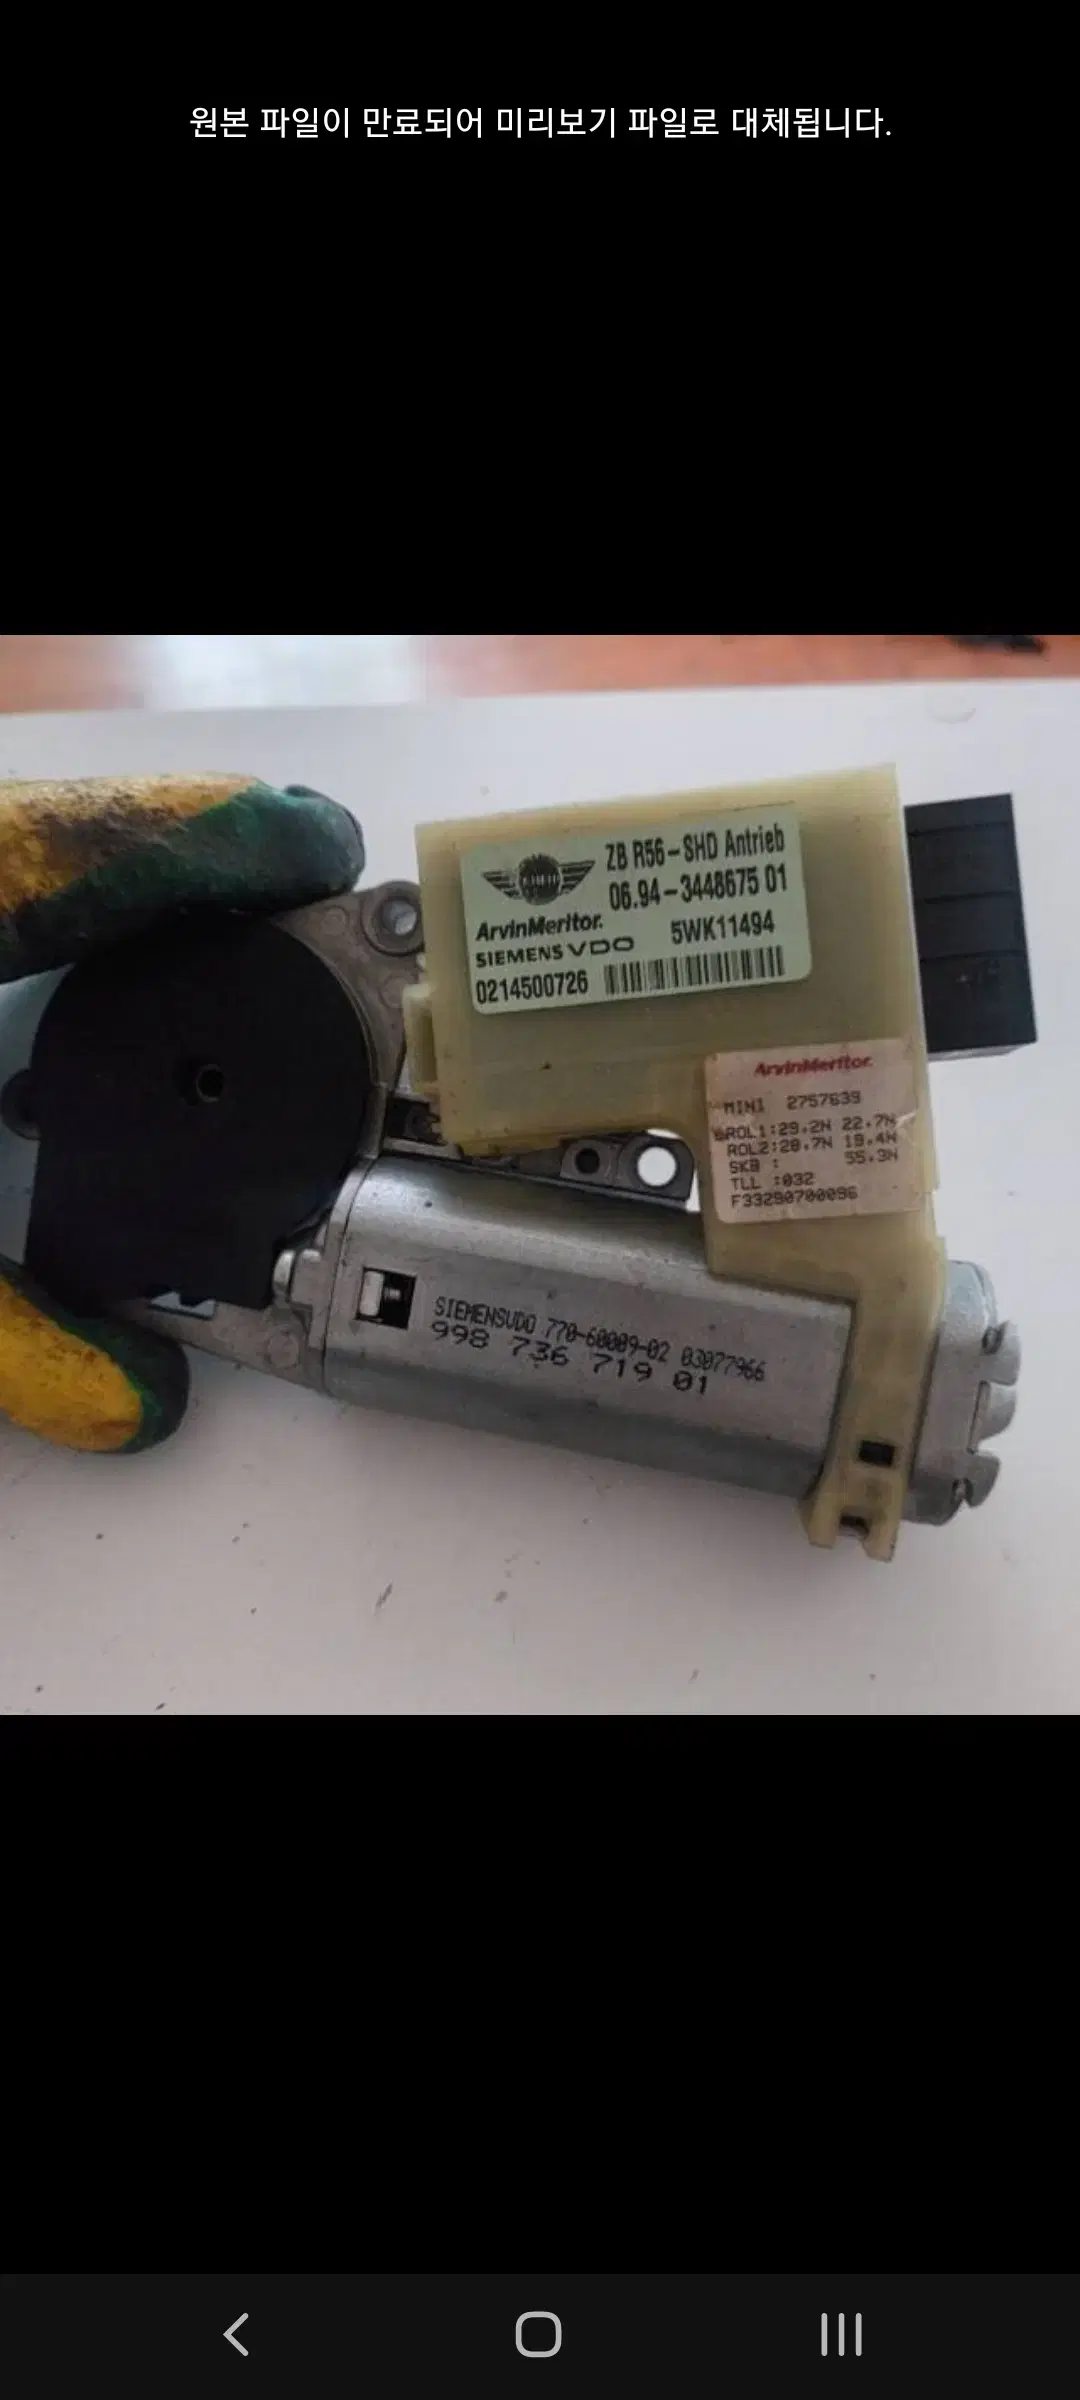 원본 파일이 만료되어 미리보기 파일로 대체됩니다.
ZB R56-SHD Antrieb
06.94-3448675 01
ArvinMeritor.
SIEMENS VDO 5WK11494
0214500726
ArvinMeritor.
MINI 2757639
ROL1:29.2N 22.7N
ROL2:28.7N 19.4N
SKB : 55.3N
TLL :032
F33290700096
SIEMENSVDO 770-60009-02 03077966
998 736 719 01